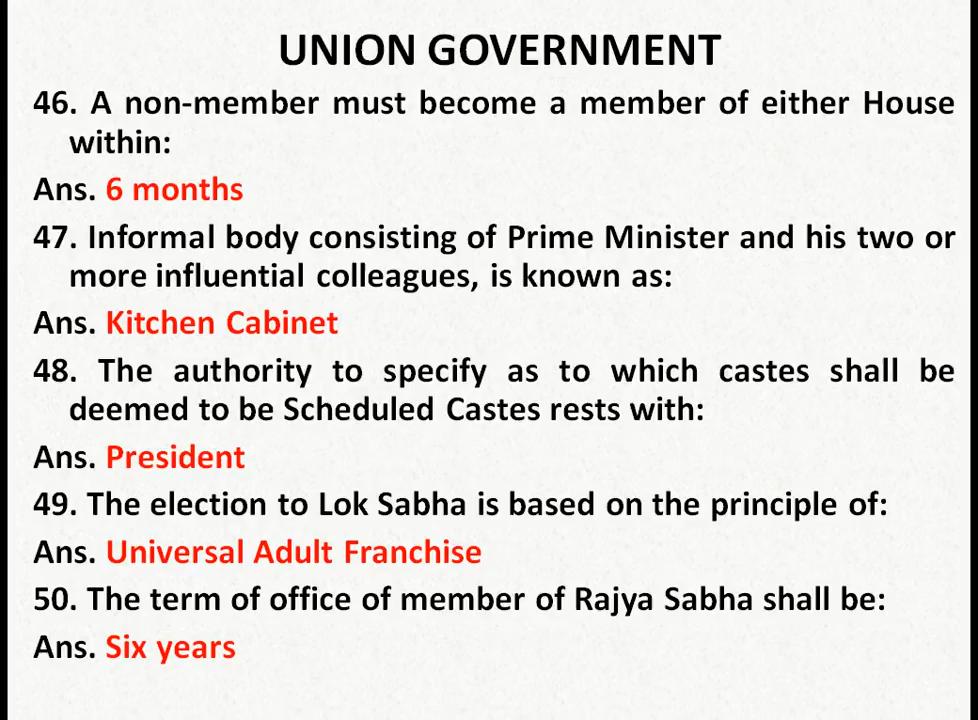 UNION GOVERNMENT
46. A non-member must become a member of either House
within:
Ans. 6 months
47. Informal body consisting of Prime Minister and his two or
more influential colleagues, is known as:
Ans. Kitchen Cabinet
48. The authority to specify as to which castes shall be
deemed to be Scheduled Castes rests with:
Ans. President
49. The election to Lok Sabha is based on the principle of:
Ans. Universal Adult Franchise
50. The term of office of member of Rajya Sabha shall be:
Ans. Six years